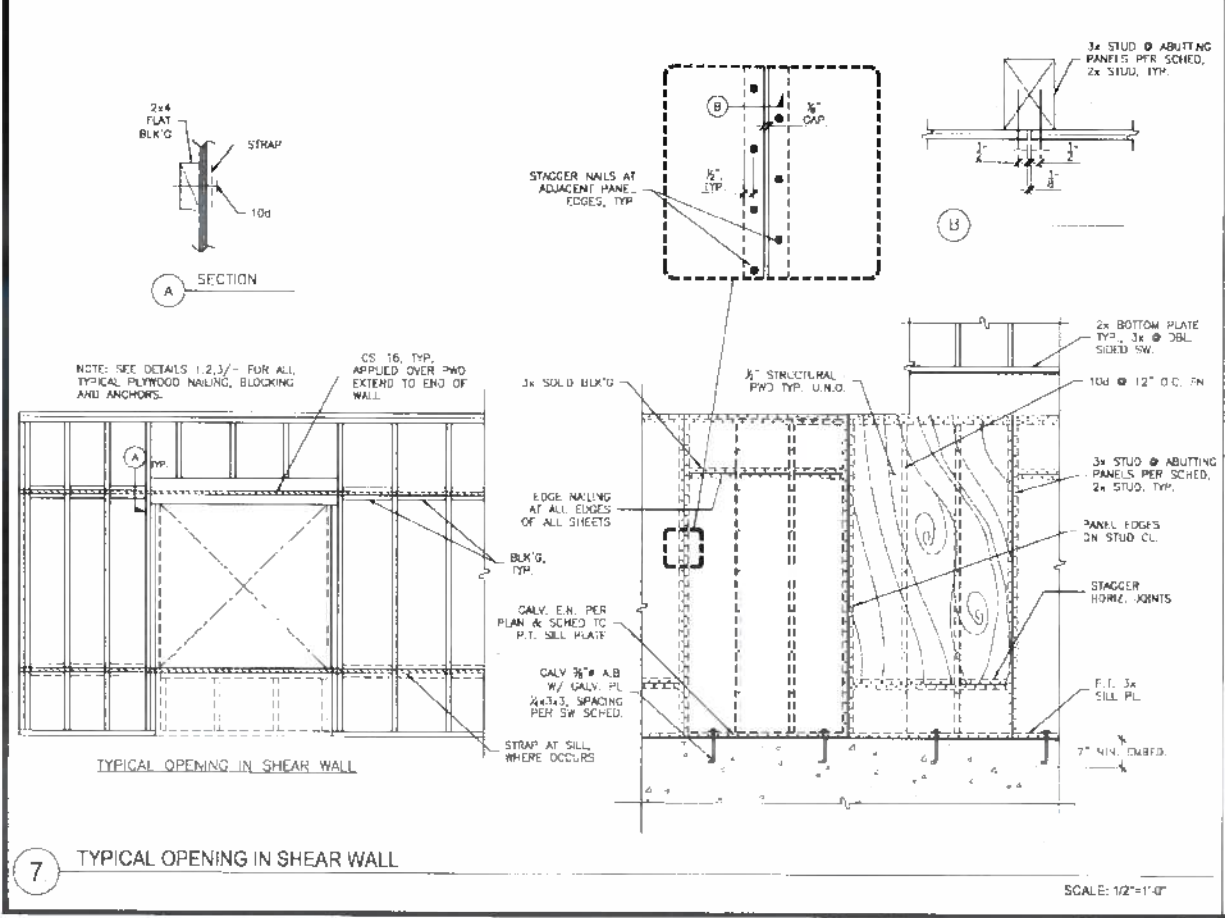 2x4
FLAT
BLK'G
STRAP
10d
A
SECTION
STAGGER NAILS AT
ADJACENT PANEL
EDGES, TYP
B
⅛"
GAP
½",
TYP.
3x STUD @ ABUTTING
PANELS PER SCHED,
2x STUD, TYP.
1/2
1/2
1/8
B
NOTE: SEE DETAILS 1,2,3/- FOR ALL
TYPICAL PLYWOOD NAILING, BLOCKING
AND ANCHORS.
CS 16, TYP,
APPLIED OVER PWD
EXTEND TO END OF
WALL
A
TYP.
BLK'G,
TYP.
STRAP AT SILL,
WHERE OCCURS
TYPICAL OPENING IN SHEAR WALL
3x SOLID BLK'G
½" STRUCTURAL
PWD TYP. U.N.O.
2x BOTTOM PLATE
TYP., 3x @ DBL
SIDED SW.
10d @ 12" O.C. FN
EDGE NAILING
AT ALL EDGES
OF ALL SHEETS
3x STUD @ ABUTTING
PANELS PER SCHED,
2x STUD, TYP.
PANEL EDGES
ON STUD CL.
STAGGER
HORIZ. JOINTS
GALV. E.N. PER
PLAN & SCHED TO
P.T. SILL PLATE
GALV ⅝"ø A.B
W/ GALV. PL
¼x3x3, SPACING
PER SW SCHED.
P.T. 3x
SILL PL.
7" MIN. EMBED.
7
TYPICAL OPENING IN SHEAR WALL
SCALE: 1/2"=1'-0"